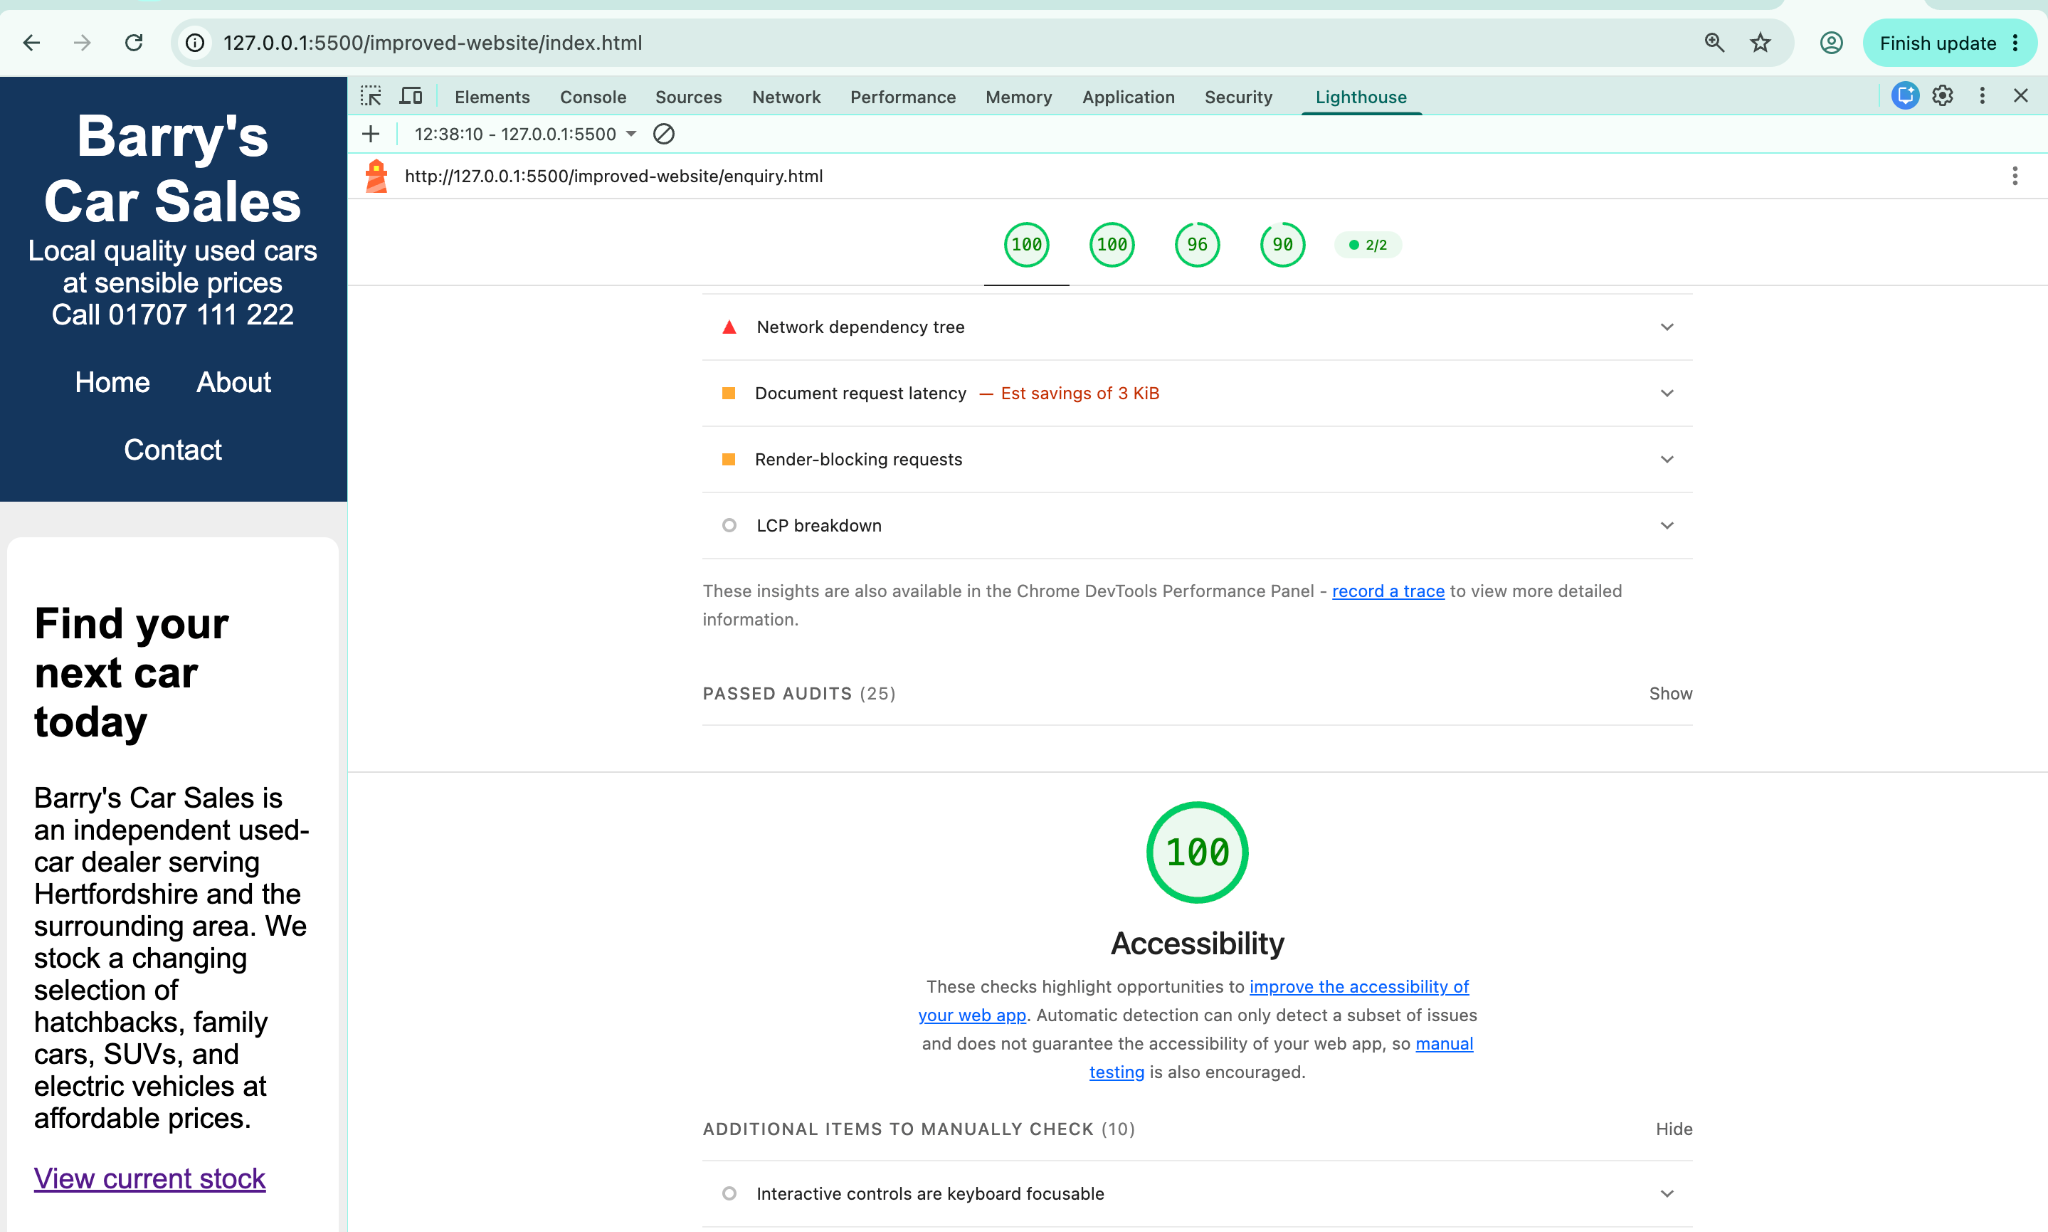 127.0.0.1:5500/improved-website/index.html
Finish update
Barry's
Car Sales
Local quality used cars
at sensible prices
Call 01707 111 222
Home About
Contact
Find your
next car
today
Barry's Car Sales is
an independent used-
car dealer serving
Hertfordshire and the
surrounding area. We
stock a changing
selection of
hatchbacks, family
cars, SUVs, and
electric vehicles at
affordable prices.
View current stock
Elements Console Sources Network Performance Memory Application Security Lighthouse
12:38:10 - 127.0.0.1:5500
http://127.0.0.1:5500/improved-website/enquiry.html
100 100 96 90 2/2
Network dependency tree
Document request latency — Est savings of 3 KiB
Render-blocking requests
LCP breakdown
These insights are also available in the Chrome DevTools Performance Panel - record a trace to view more detailed
information.
PASSED AUDITS (25) Show
100
Accessibility
These checks highlight opportunities to improve the accessibility of
your web app. Automatic detection can only detect a subset of issues
and does not guarantee the accessibility of your web app, so manual
testing is also encouraged.
ADDITIONAL ITEMS TO MANUALLY CHECK (10) Hide
Interactive controls are keyboard focusable